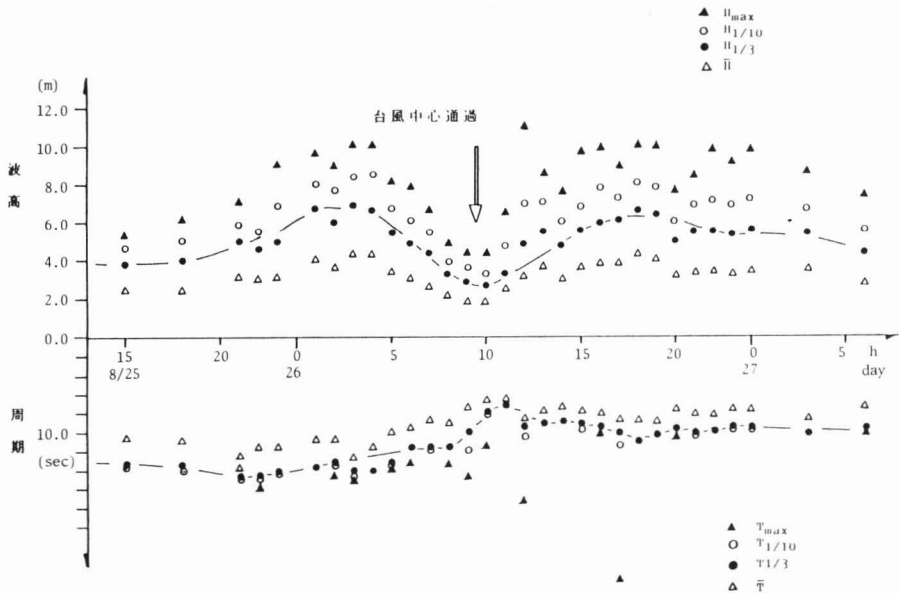 ▲ Hmax
○ H1/10
● H1/3
△ H̄
(m)
12.0
台風中心通過
10.0
波高
8.0
6.0
4.0
2.0
0.0
15 20 0 5 10 15 20 0 5 h
8/25 26 27 day
周期
10.0
(sec)
▲ Tmax
○ T1/10
● T1/3
△ T̄